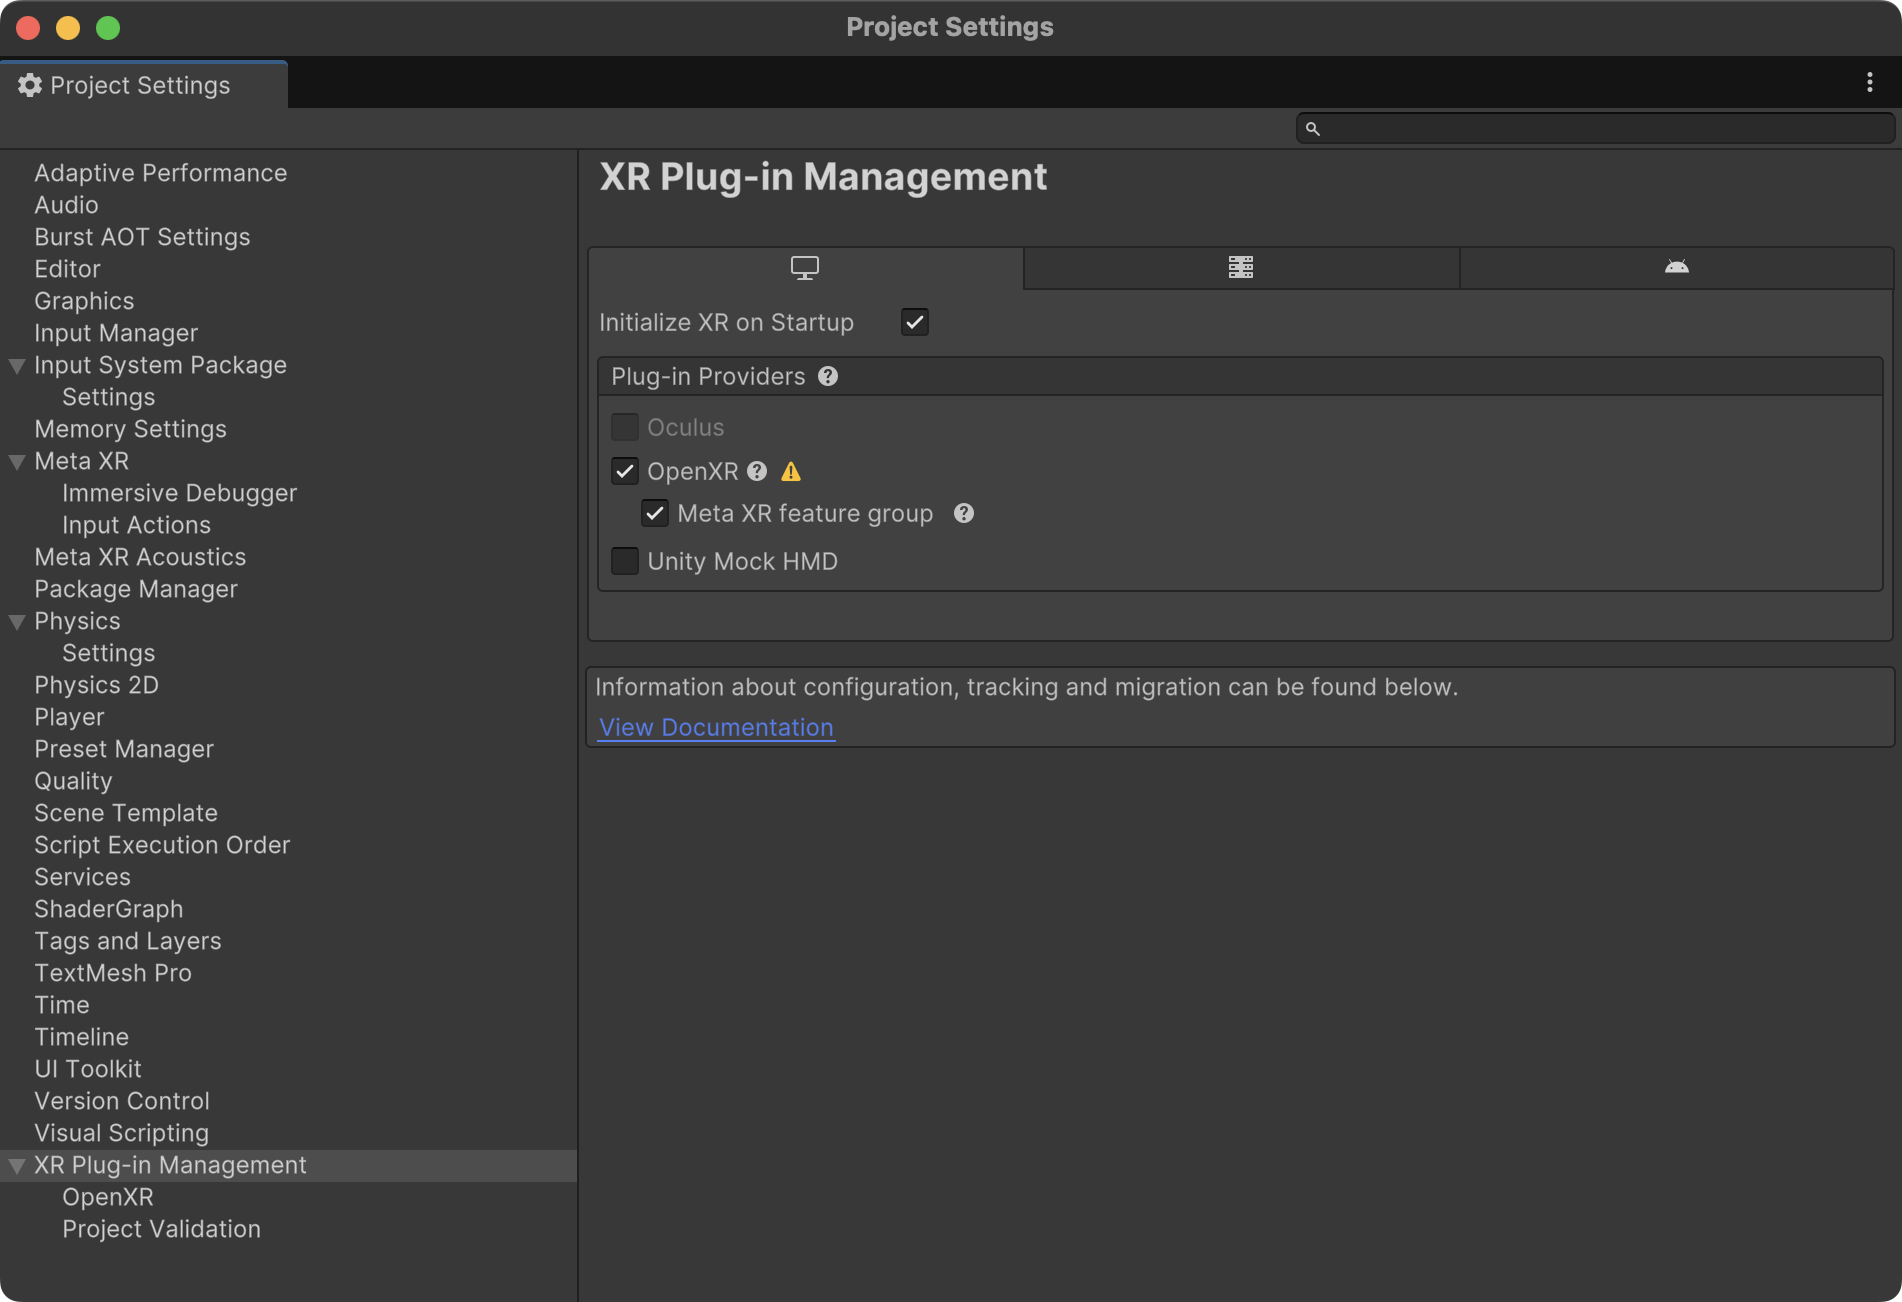 Project Settings
Project Settings
Adaptive Performance
Audio
Burst AOT Settings
Editor
Graphics
Input Manager
Input System Package
Settings
Memory Settings
Meta XR
Immersive Debugger
Input Actions
Meta XR Acoustics
Package Manager
Physics
Settings
Physics 2D
Player
Preset Manager
Quality
Scene Template
Script Execution Order
Services
ShaderGraph
Tags and Layers
TextMesh Pro
Time
Timeline
UI Toolkit
Version Control
Visual Scripting
XR Plug-in Management
OpenXR
Project Validation
XR Plug-in Management
Initialize XR on Startup
Plug-in Providers
Oculus
OpenXR
Meta XR feature group
Unity Mock HMD
Information about configuration, tracking and migration can be found below.
View Documentation